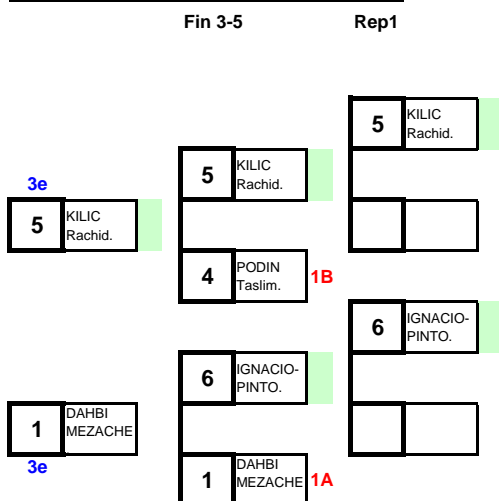 Fin 3-5 Rep1
5 KILIC
Rachid.
5 KILIC
Rachid.
3e
5 KILIC
Rachid.
4 PODIN
Taslim. 1B
6 IGNACIO-
PINTO.
6 IGNACIO-
PINTO.
1 DAHBI
MEZACHE
3e
1 DAHBI
MEZACHE 1A